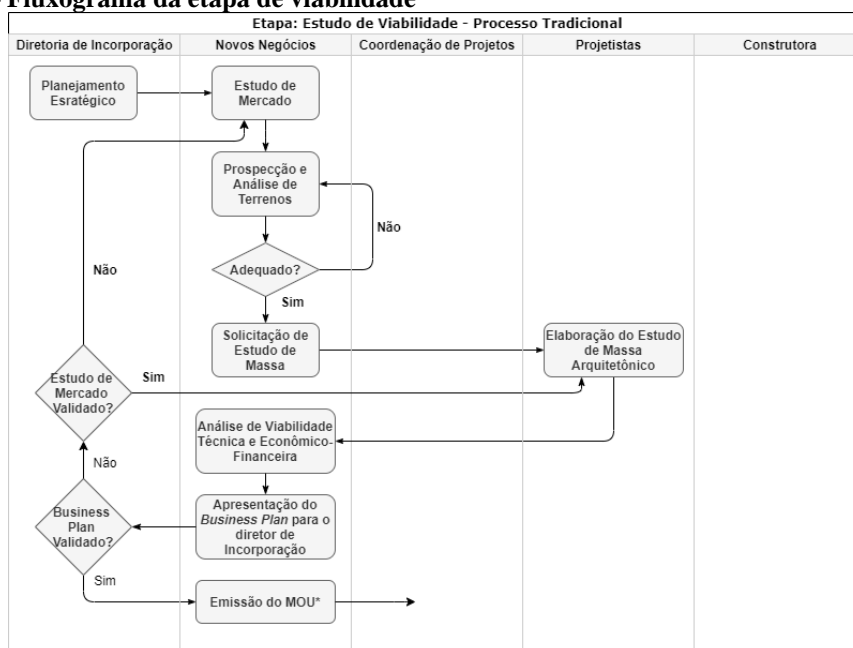 Fluxograma da etapa de viabilidade
Etapa: Estudo de Viabilidade - Processo Tradicional
Diretoria de Incorporação
Novos Negócios
Coordenação de Projetos
Projetistas
Construtora
Planejamento
Esratégico
Estudo de
Mercado
Prospecção e
Análise de
Terrenos
Não
Adequado?
Não
Sim
Solicitação de
Estudo de
Massa
Elaboração do Estudo
de Massa
Arquitetônico
Estudo de
Mercado
Validado?
Sim
Análise de Viabilidade
Técnica e Econômico-
Financeira
Não
Business
Plan
Validado?
Apresentação do
Business Plan para o
diretor de
Incorporação
Sim
Emissão do MOU*